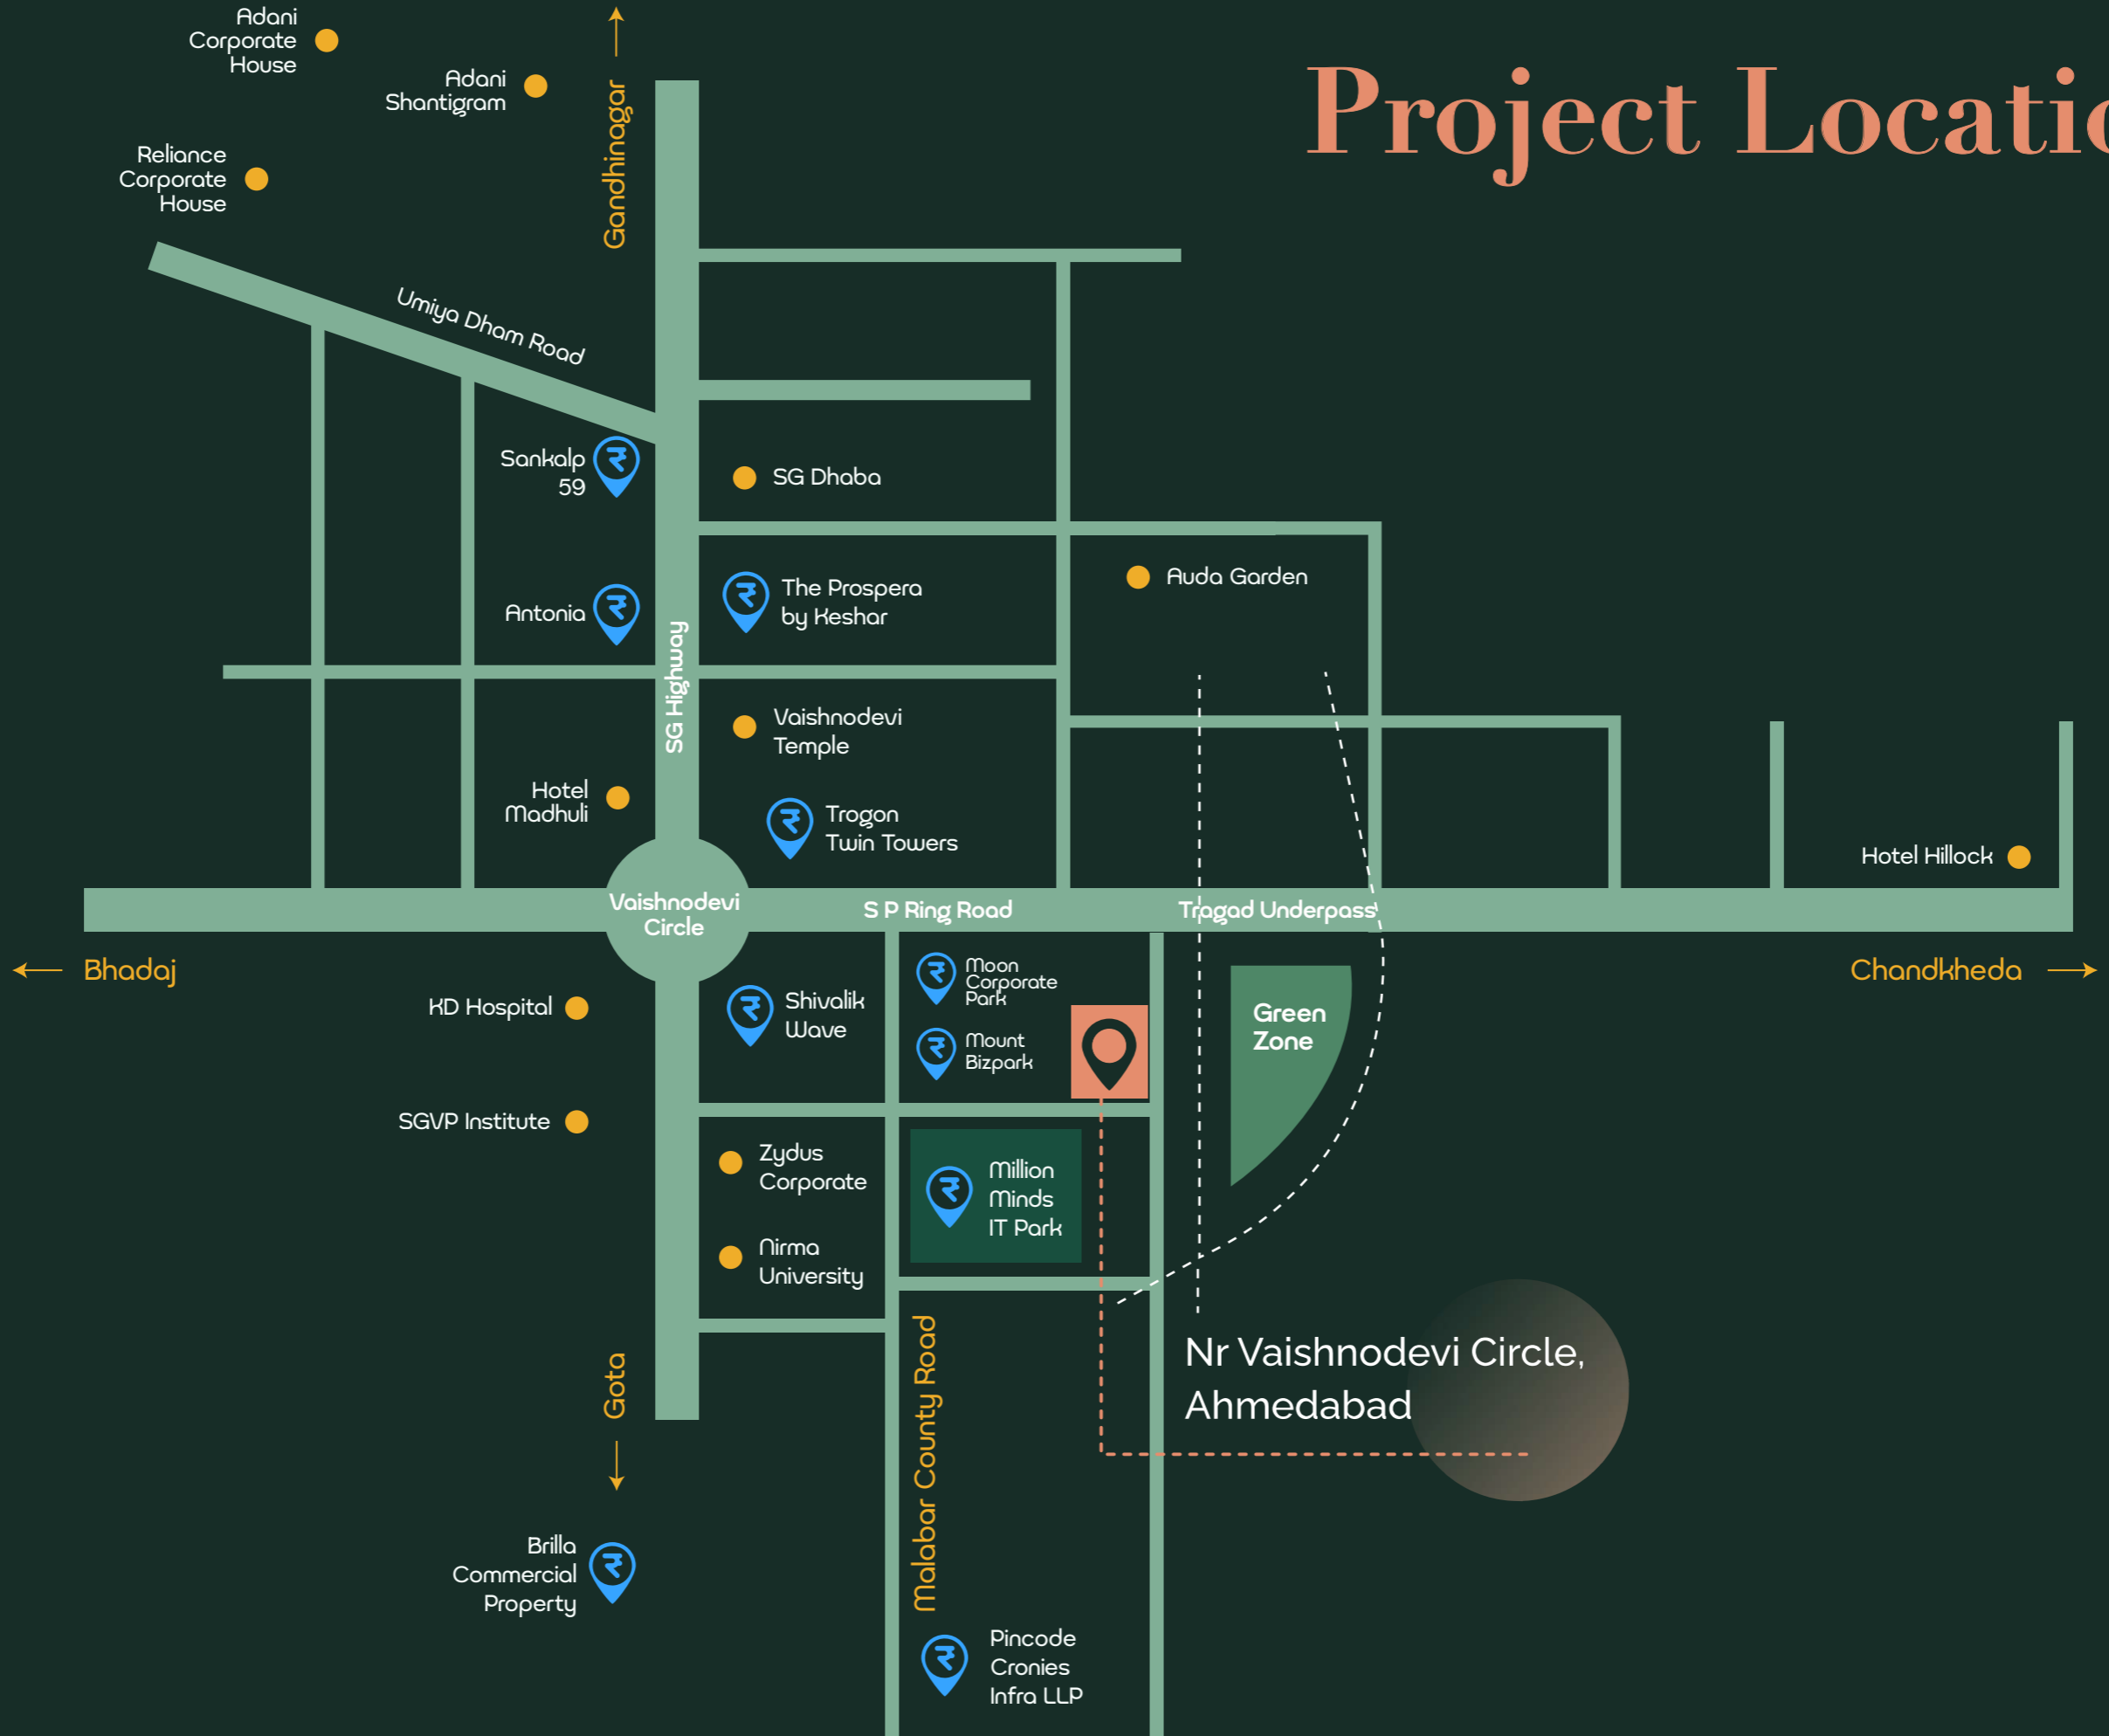 Adani
Corporate
House
Adani
Shantigram
Reliance
Corporate
House
Gandhinagar
Project Locatio
Umiya Dham Road
Sankalp
59
SG Dhaba
Antonia
The Prospera
by Keshar
Auda Garden
SG Highway
Vaishnodevi
Temple
Hotel
Madhuli
Trogon
Twin Towers
Hotel Hillock
Vaishnodevi
Circle
S P Ring Road
Tragad Underpass
Bhadaj
Chandkheda
KD Hospital
Shivalik
Wave
Moon
Corporate
Park
Mount
Bizpark
Green
Zone
SGVP Institute
Zydus
Corporate
Million
Minds
IT Park
Nirma
University
Gota
Malabar County Road
Nr Vaishnodevi Circle,
Ahmedabad
Brilla
Commercial
Property
Pincode
Cronies
Infra LLP